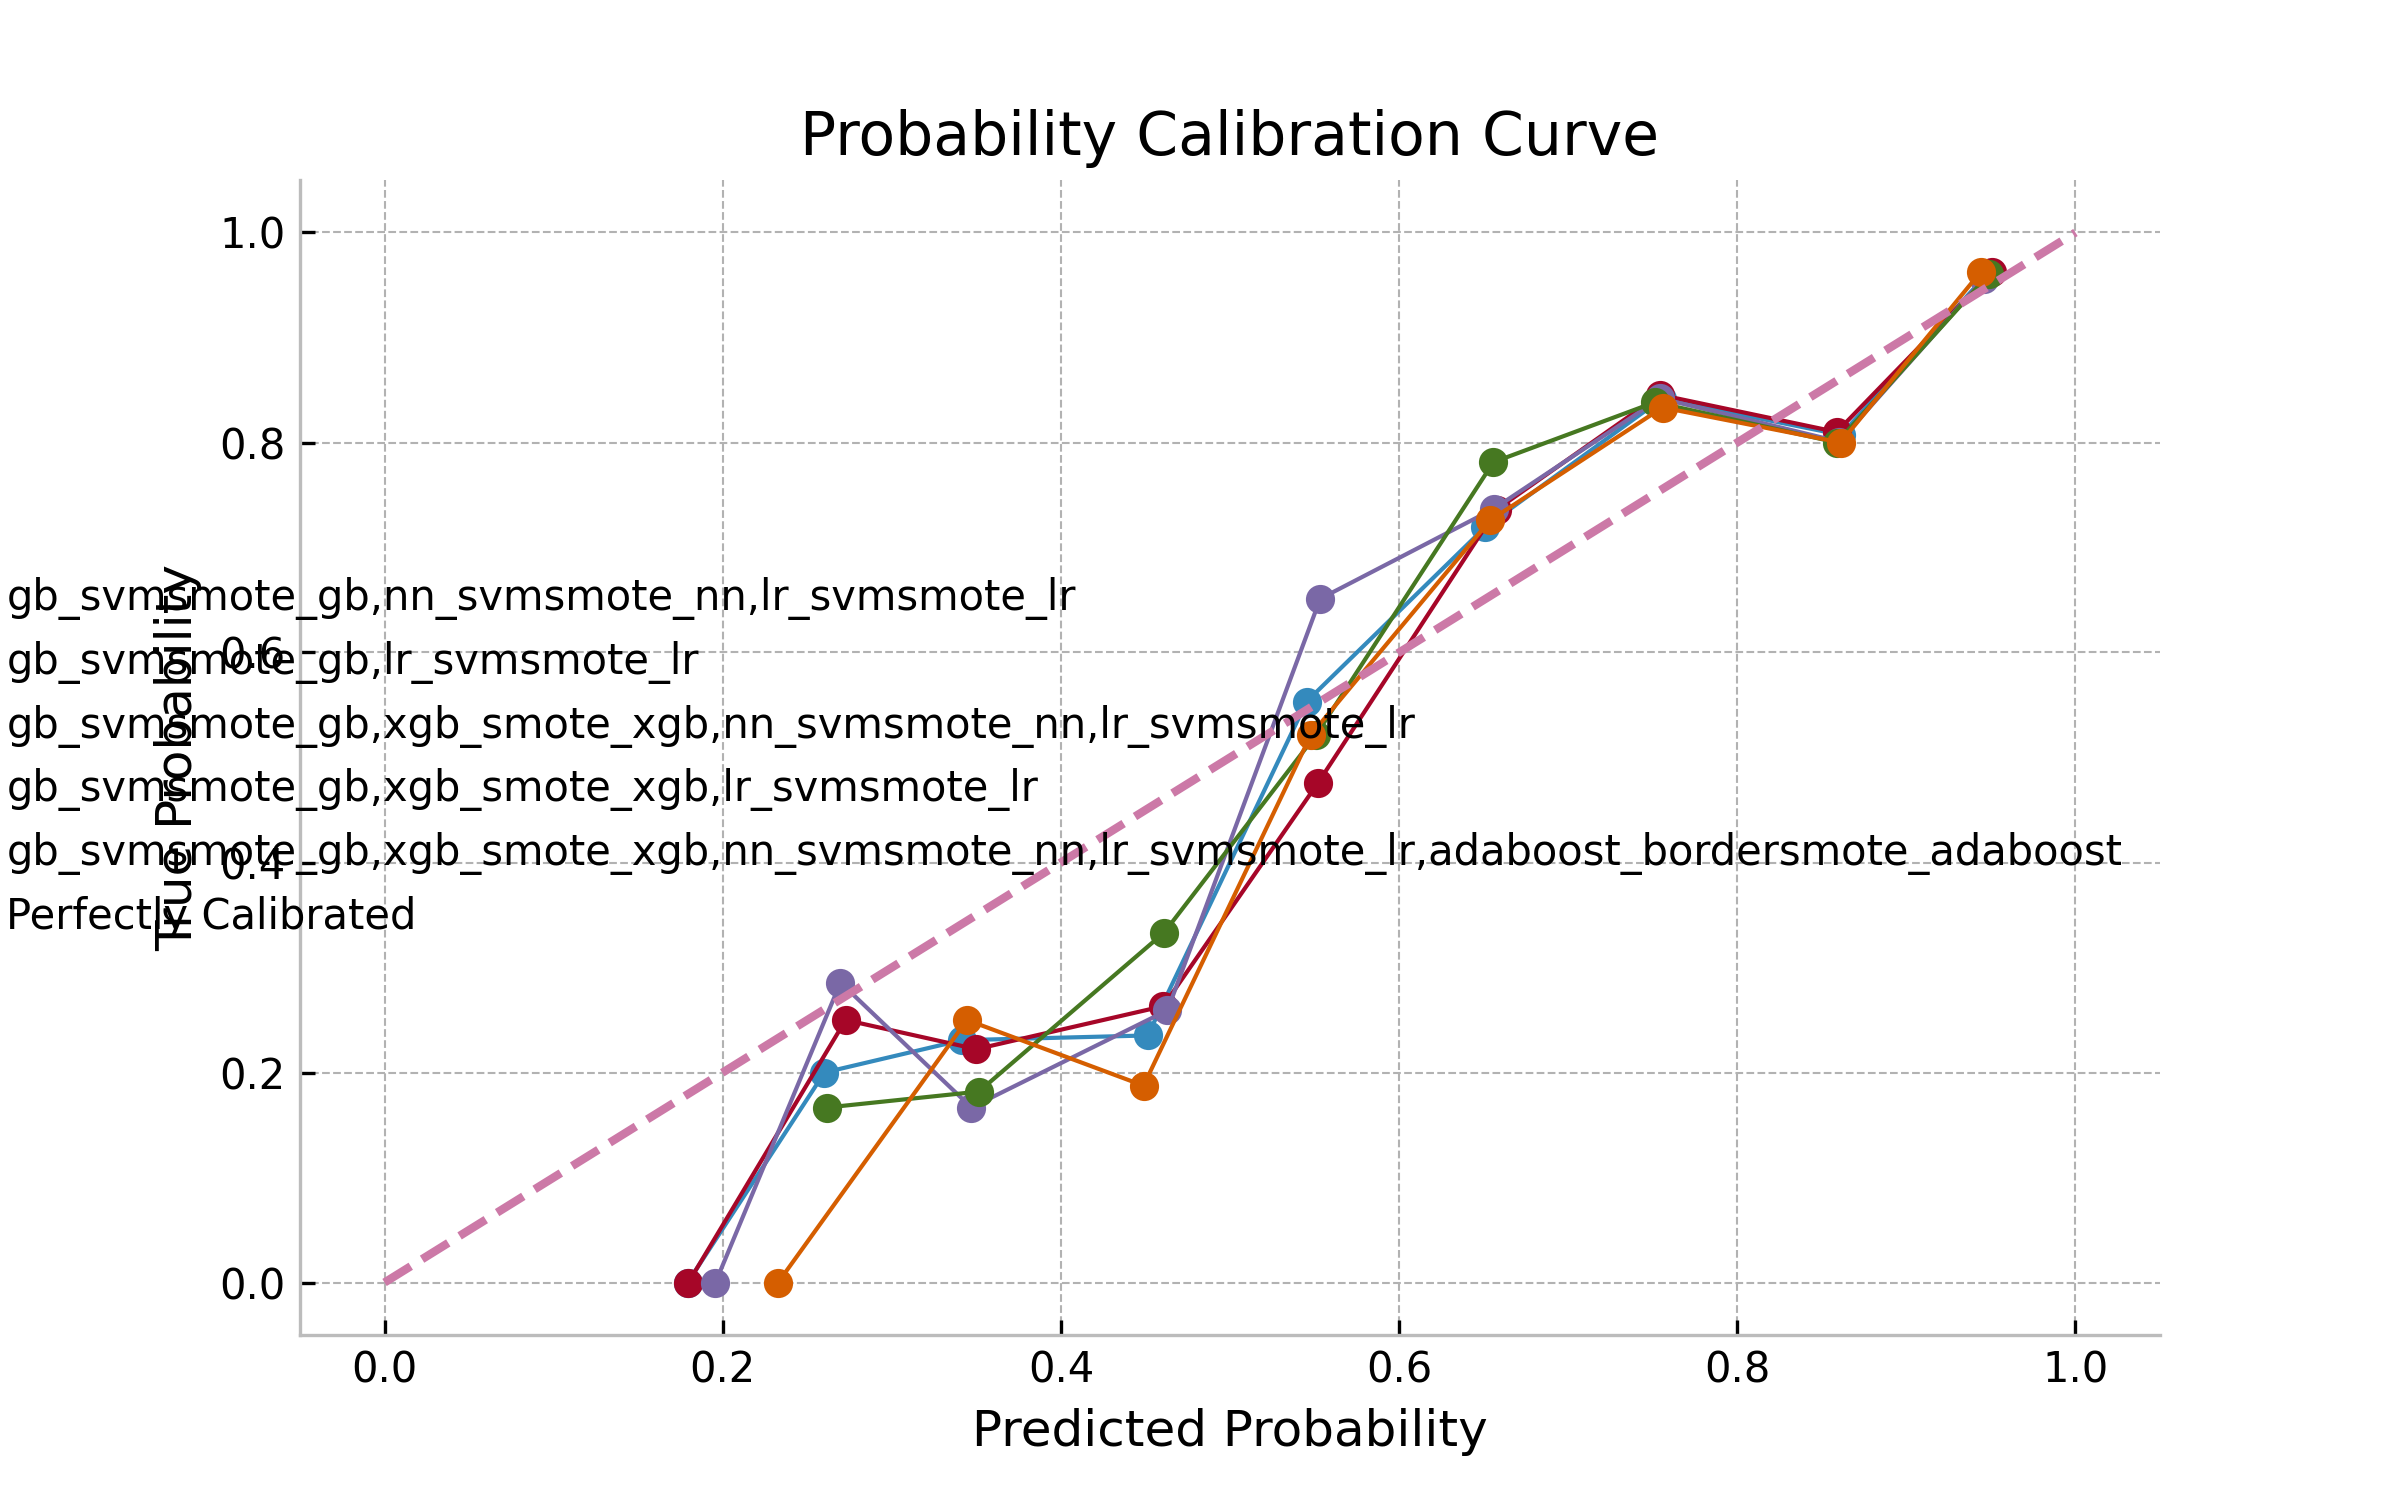 Probability Calibration Curve
1.0
0.8
0.6
0.4
0.2
0.0
True Probability
gb_svmsmote_gb,nn_svmsmote_nn,lr_svmsmote_lr
gb_svmsmote_gb,lr_svmsmote_lr
gb_svmsmote_gb,xgb_smote_xgb,nn_svmsmote_nn,lr_svmsmote_lr
gb_svmsmote_gb,xgb_smote_xgb,lr_svmsmote_lr
gb_svmsmote_gb,xgb_smote_xgb,nn_svmsmote_nn,lr_svmsmote_lr,adaboost_bordersmote_adaboost
Perfectly Calibrated
0.0 0.2 0.4 0.6 0.8 1.0
Predicted Probability